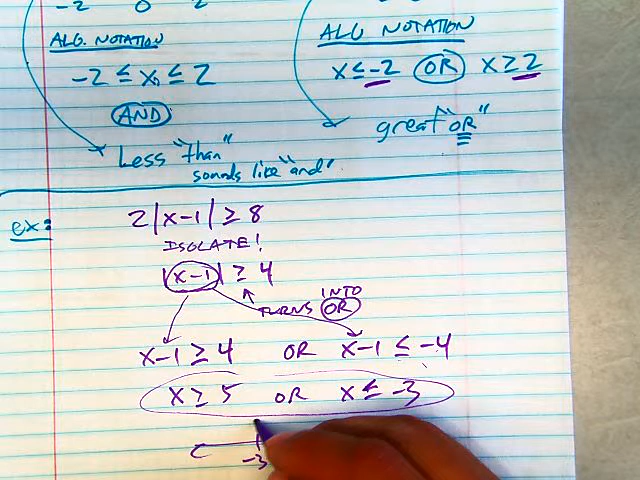 -2 0 2
ALG. NOTATION
-2 ≤ x ≤ 2
AND
Less "than"
sounds like "and"
ALG NOTATION
x ≤ -2 OR x ≥ 2
great "OR"
ex:
2|x-1| ≥ 8
ISOLATE!
|x-1| ≥ 4
TURNS INTO OR
x-1 ≥ 4 OR x-1 ≤ -4
x ≥ 5 OR x ≤ -3
-3